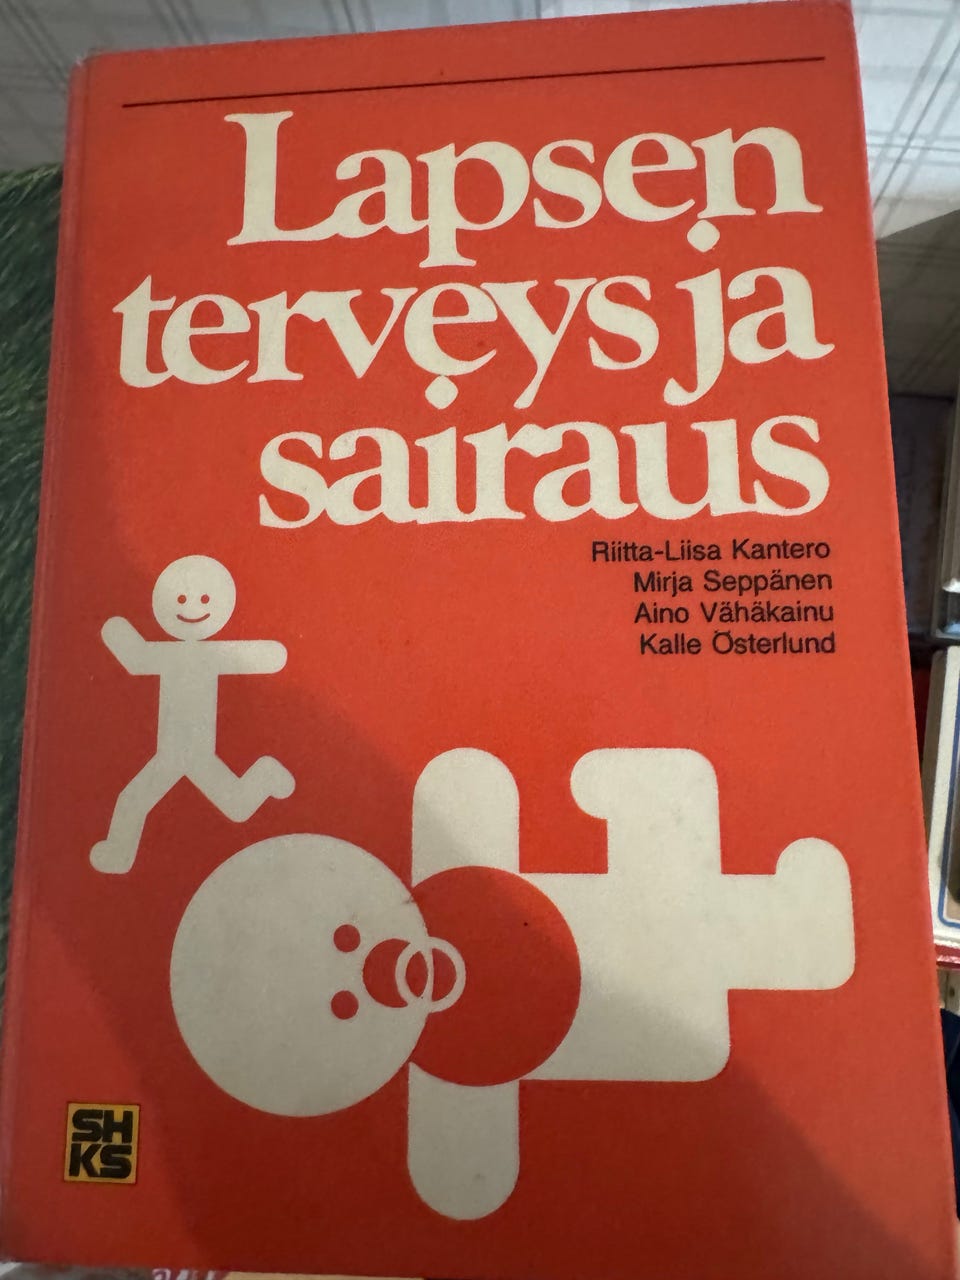 Lapsen
terveys ja
sairaus
Riitta-Liisa Kantero
Mirja Seppänen
Aino Vähäkainu
Kalle Österlund
SH
KS